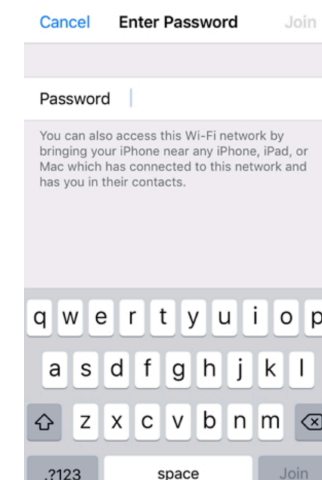 Cancel Enter Password Join
Password
You can also access this Wi-Fi network by
bringing your iPhone near any iPhone, iPad, or
Mac which has connected to this network and
has you in their contacts.
q w e r t y u i o p
a s d f g h j k l
z x c v b n m
.?123 space Join